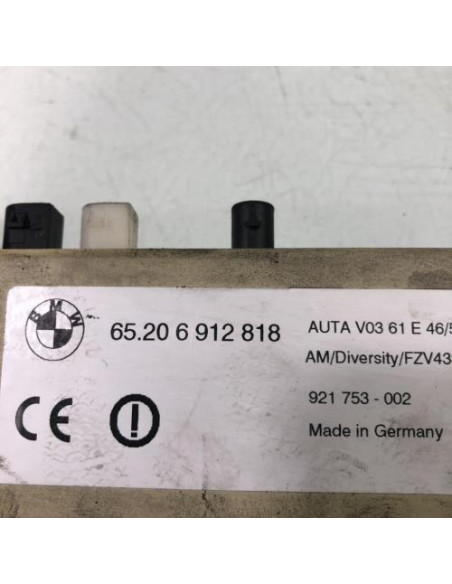 BMW
65.20 6 912 818
AUTA V03 61 E 46/5
AM/Diversity/FZV43
921 753 - 002
CE
Made in Germany